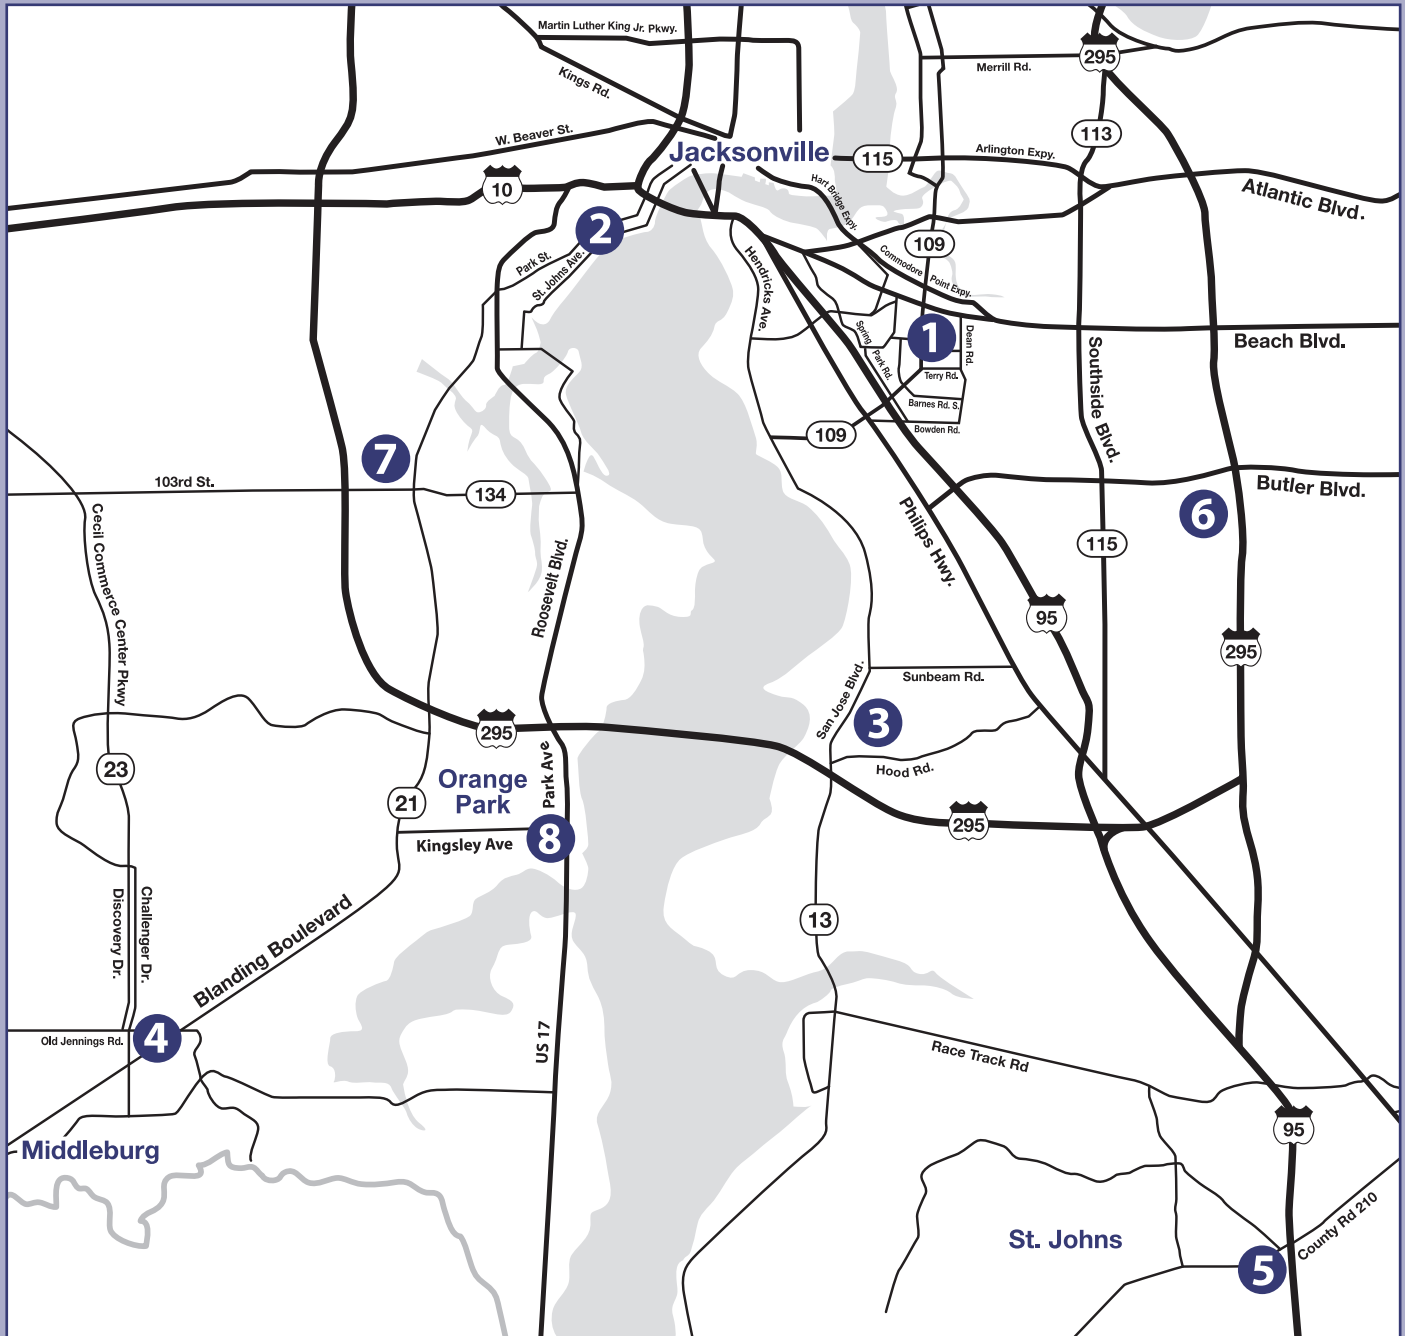 Martin Luther King Jr. Pkwy.
Kings Rd.
295
Merrill Rd.
W. Beaver St.
113
Jacksonville
115
Arlington Expy.
10
Atlantic Blvd.
Hart Bridge Expy.
2
109
Park St.
St. Johns Ave.
Hendricks Ave.
Commodore Point Expy.
1
Dean Rd.
Beach Blvd.
Spring Park Rd.
Southside Blvd.
Terry Rd.
Barnes Rd. S.
Bowden Rd.
109
7
103rd St.
134
Butler Blvd.
6
Cecil Commerce Center Pkwy
Philips Hwy.
115
Roosevelt Blvd.
95
295
San Jose Blvd.
Sunbeam Rd.
3
295
Hood Rd.
23
Orange
Park
Park Ave
21
295
8
Kingsley Ave
Discovery Dr.
Challenger Dr.
Blanding Boulevard
13
4
Old Jennings Rd.
US 17
Race Track Rd
95
Middleburg
St. Johns
County Rd 210
5